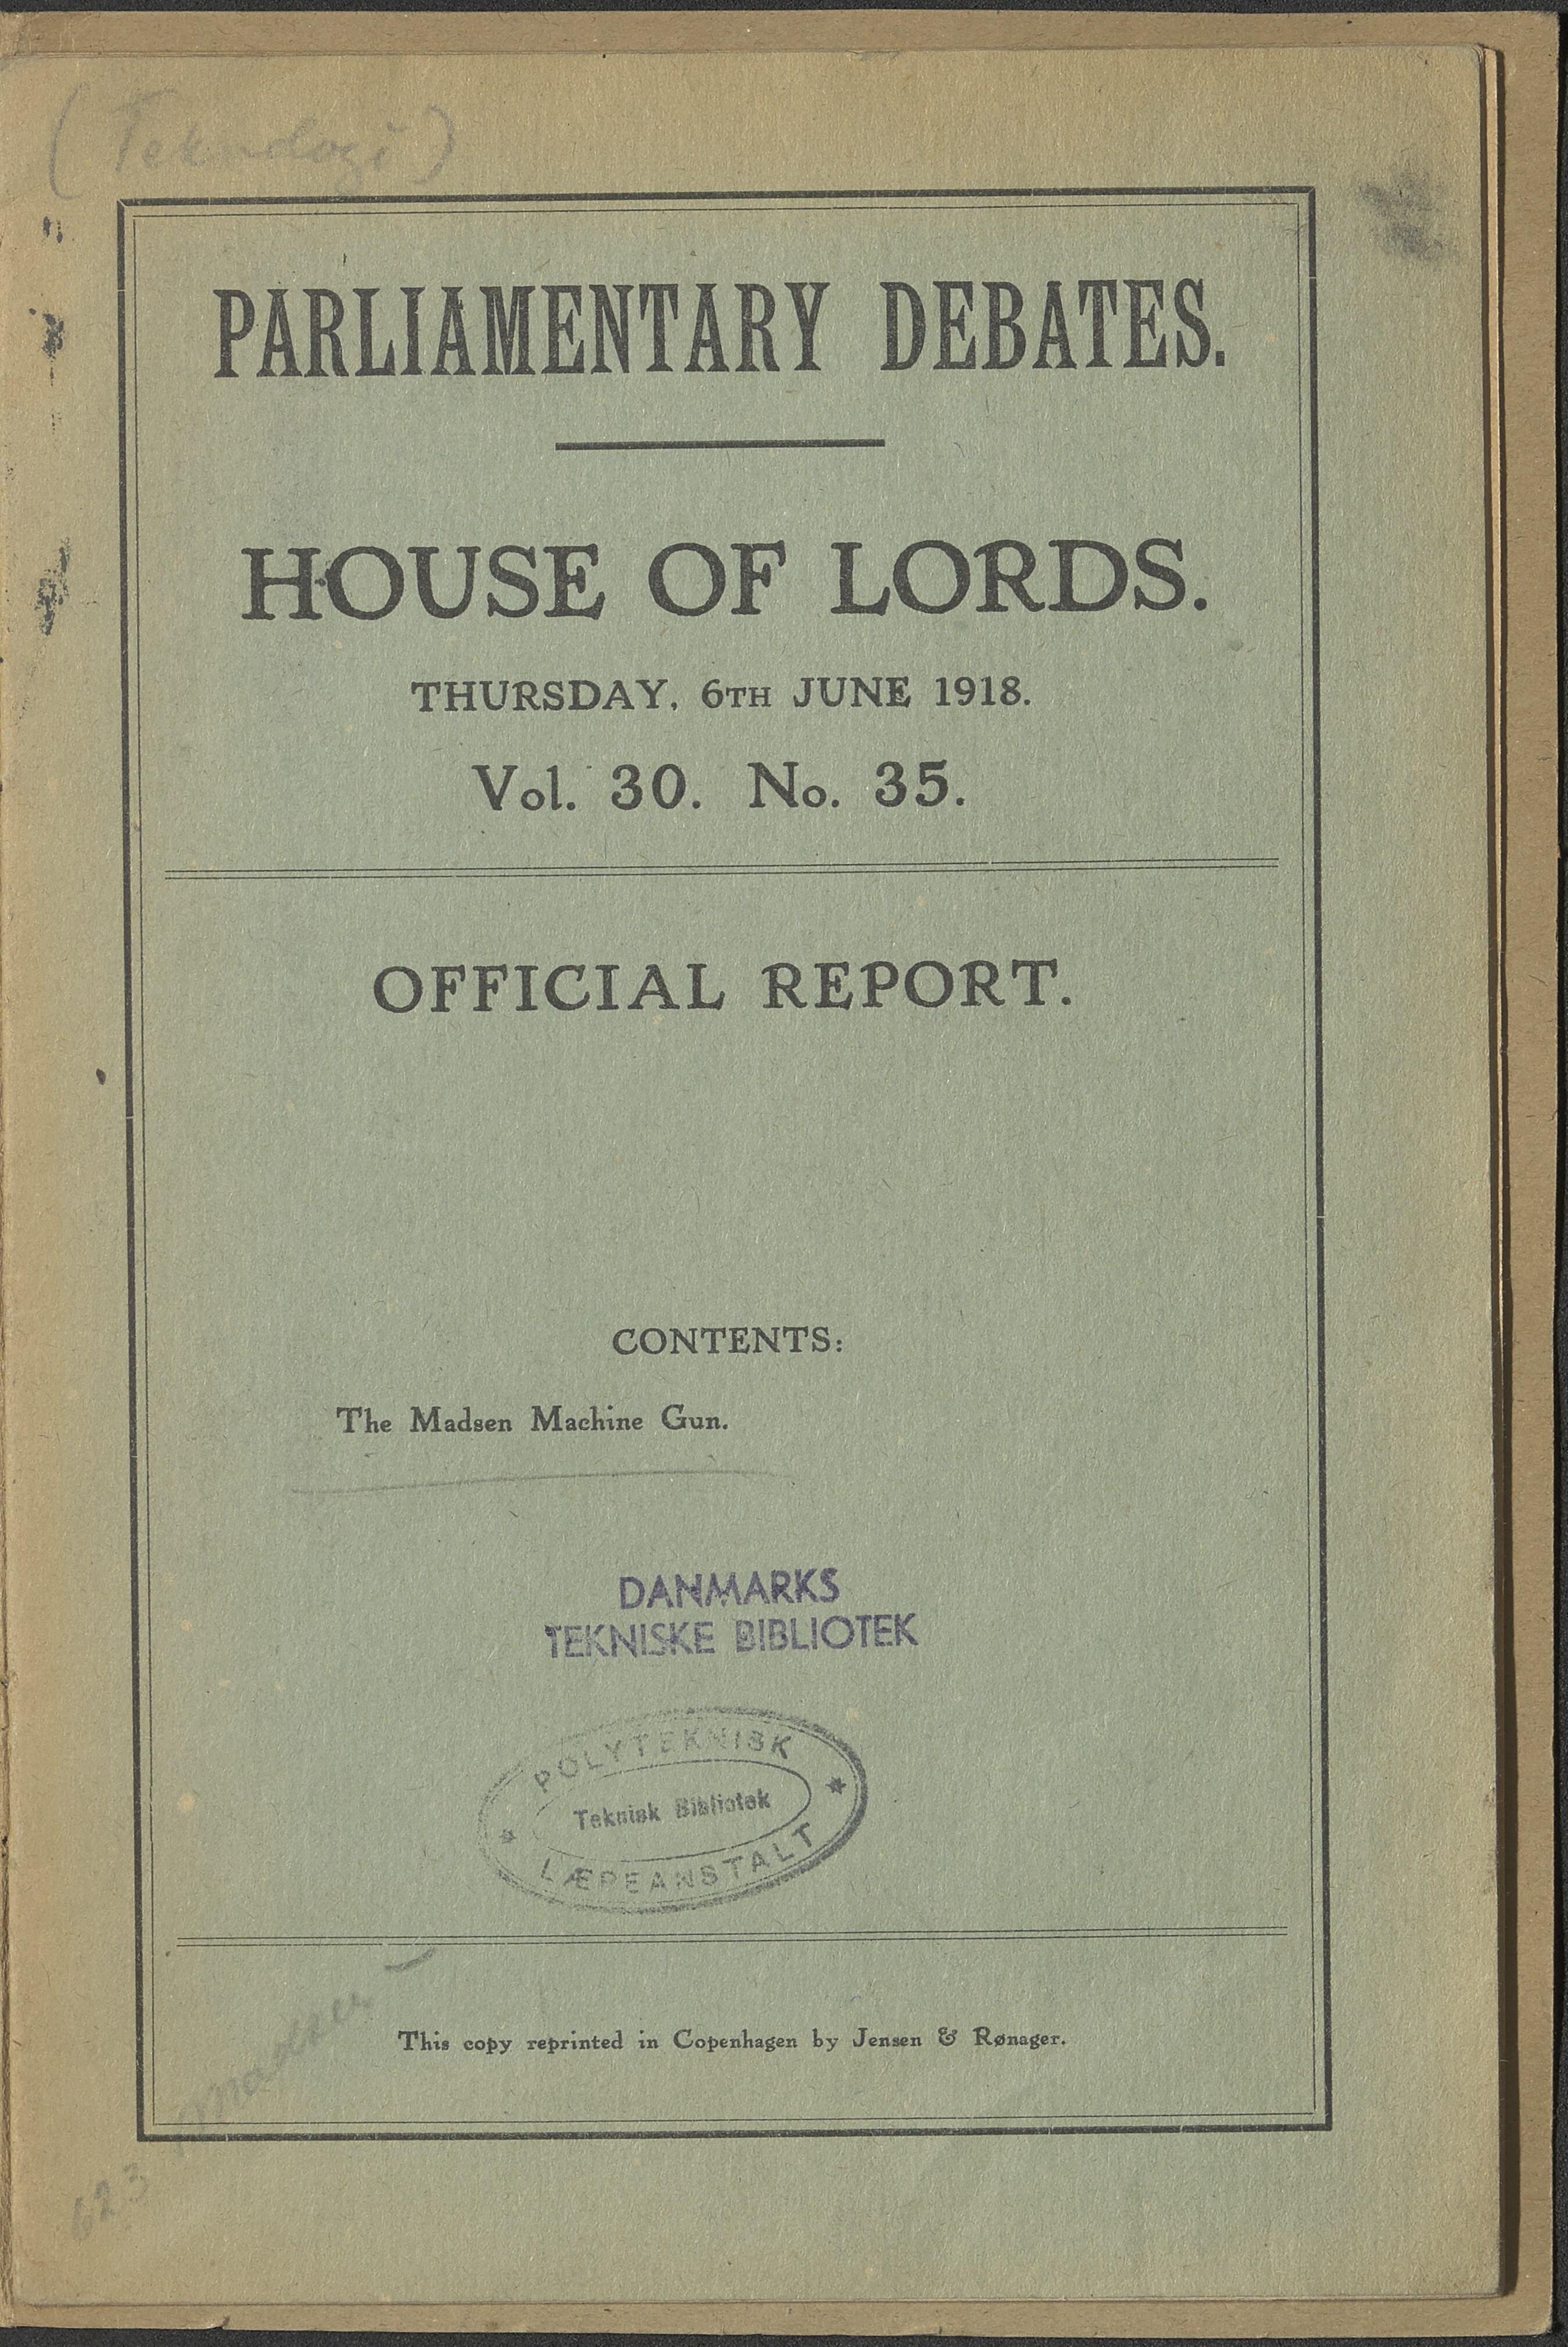 (Teknologi)
PARLIAMENTARY DEBATES.
HOUSE OF LORDS.
THURSDAY, 6TH JUNE 1918.
Vol. 30. No. 35.
OFFICIAL REPORT.
CONTENTS:
The Madsen Machine Gun.
DANMARKS
TEKNISKE BIBLIOTEK
POLYTEKNISK
Teknisk Bibliotek
LÆREANSTALT
This copy reprinted in Copenhagen by Jensen & Rønager.
623 Madsen